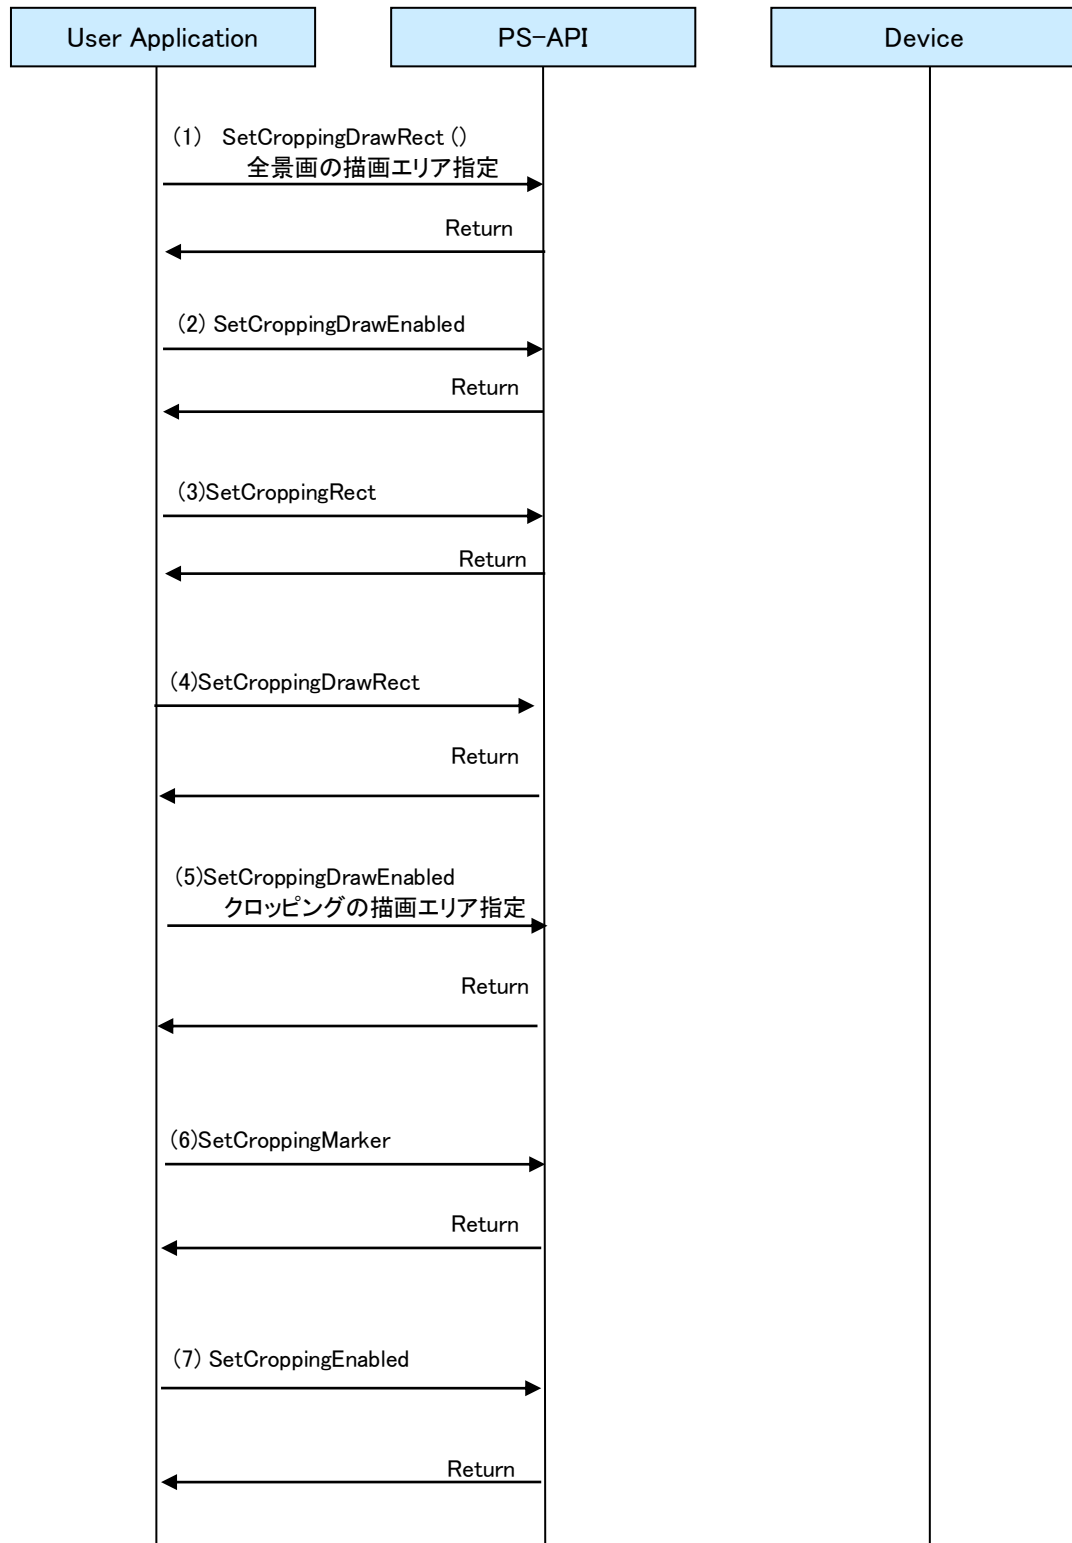 User Application
PS-API
Device
(1) SetCroppingDrawRect ()
全景画の描画エリア指定
Return
(2) SetCroppingDrawEnabled
Return
(3)SetCroppingRect
Return
(4)SetCroppingDrawRect
Return
(5)SetCroppingDrawEnabled
クロッピングの描画エリア指定
Return
(6)SetCroppingMarker
Return
(7) SetCroppingEnabled
Return